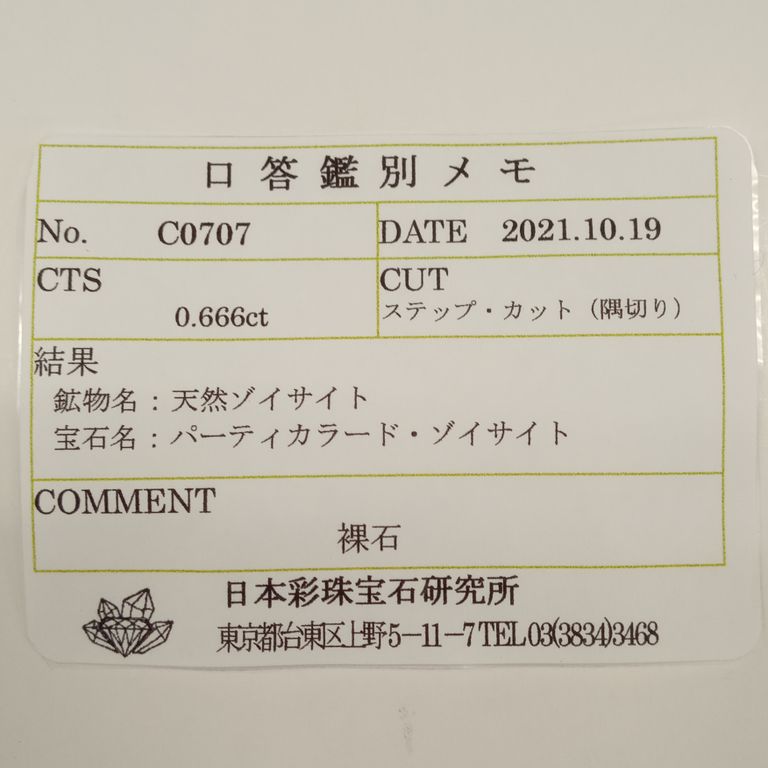 口答鑑別メモ
No. C0707 DATE 2021.10.19
CTS CUT
0.666ct ステップ・カット（隅切り）
結果
鉱物名：天然ゾイサイト
宝石名：パーティカラード・ゾイサイト
COMMENT
裸石
日本彩珠宝石研究所
東京都台東区上野5－11－7 TEL 03(3834)3468